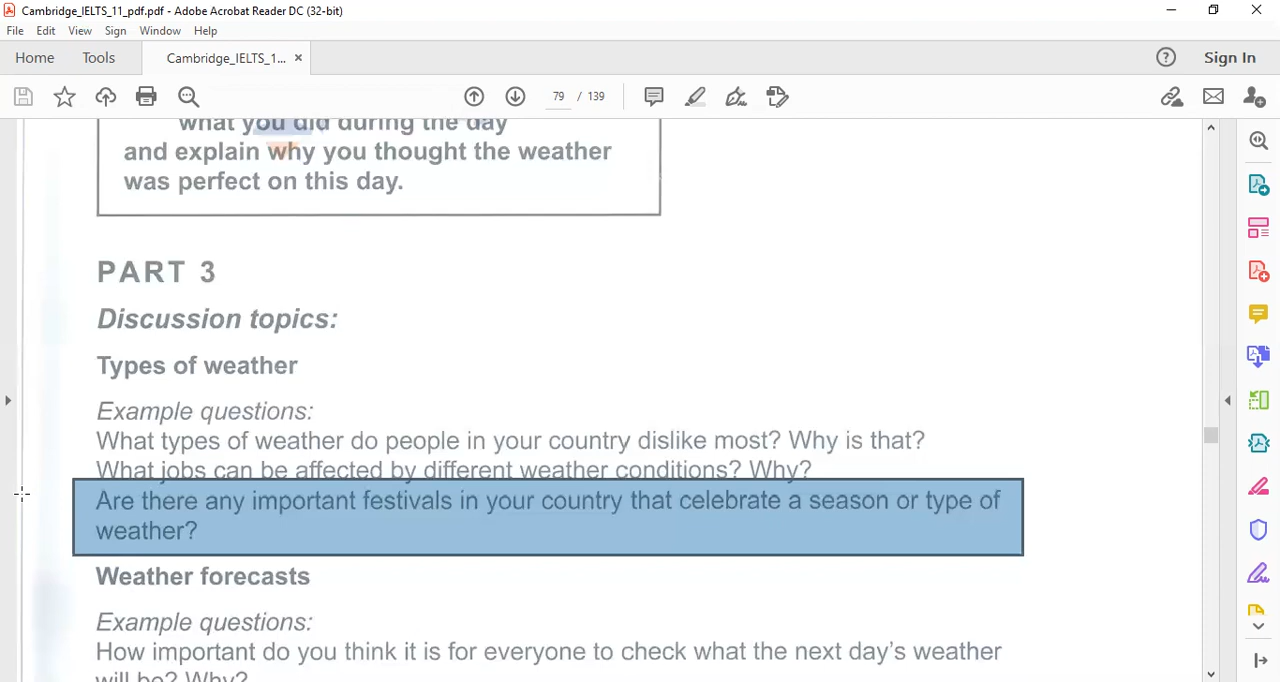 Cambridge_IELTS_11_pdf.pdf - Adobe Acrobat Reader DC (32-bit)
File Edit View Sign Window Help
Home Tools Cambridge_IELTS_1... × Sign In
79 / 139
what you did during the day
and explain why you thought the weather
was perfect on this day.
PART 3
Discussion topics:
Types of weather
Example questions:
What types of weather do people in your country dislike most? Why is that?
What jobs can be affected by different weather conditions? Why?
Are there any important festivals in your country that celebrate a season or type of
weather?
Weather forecasts
Example questions:
How important do you think it is for everyone to check what the next day's weather
will be? Why?